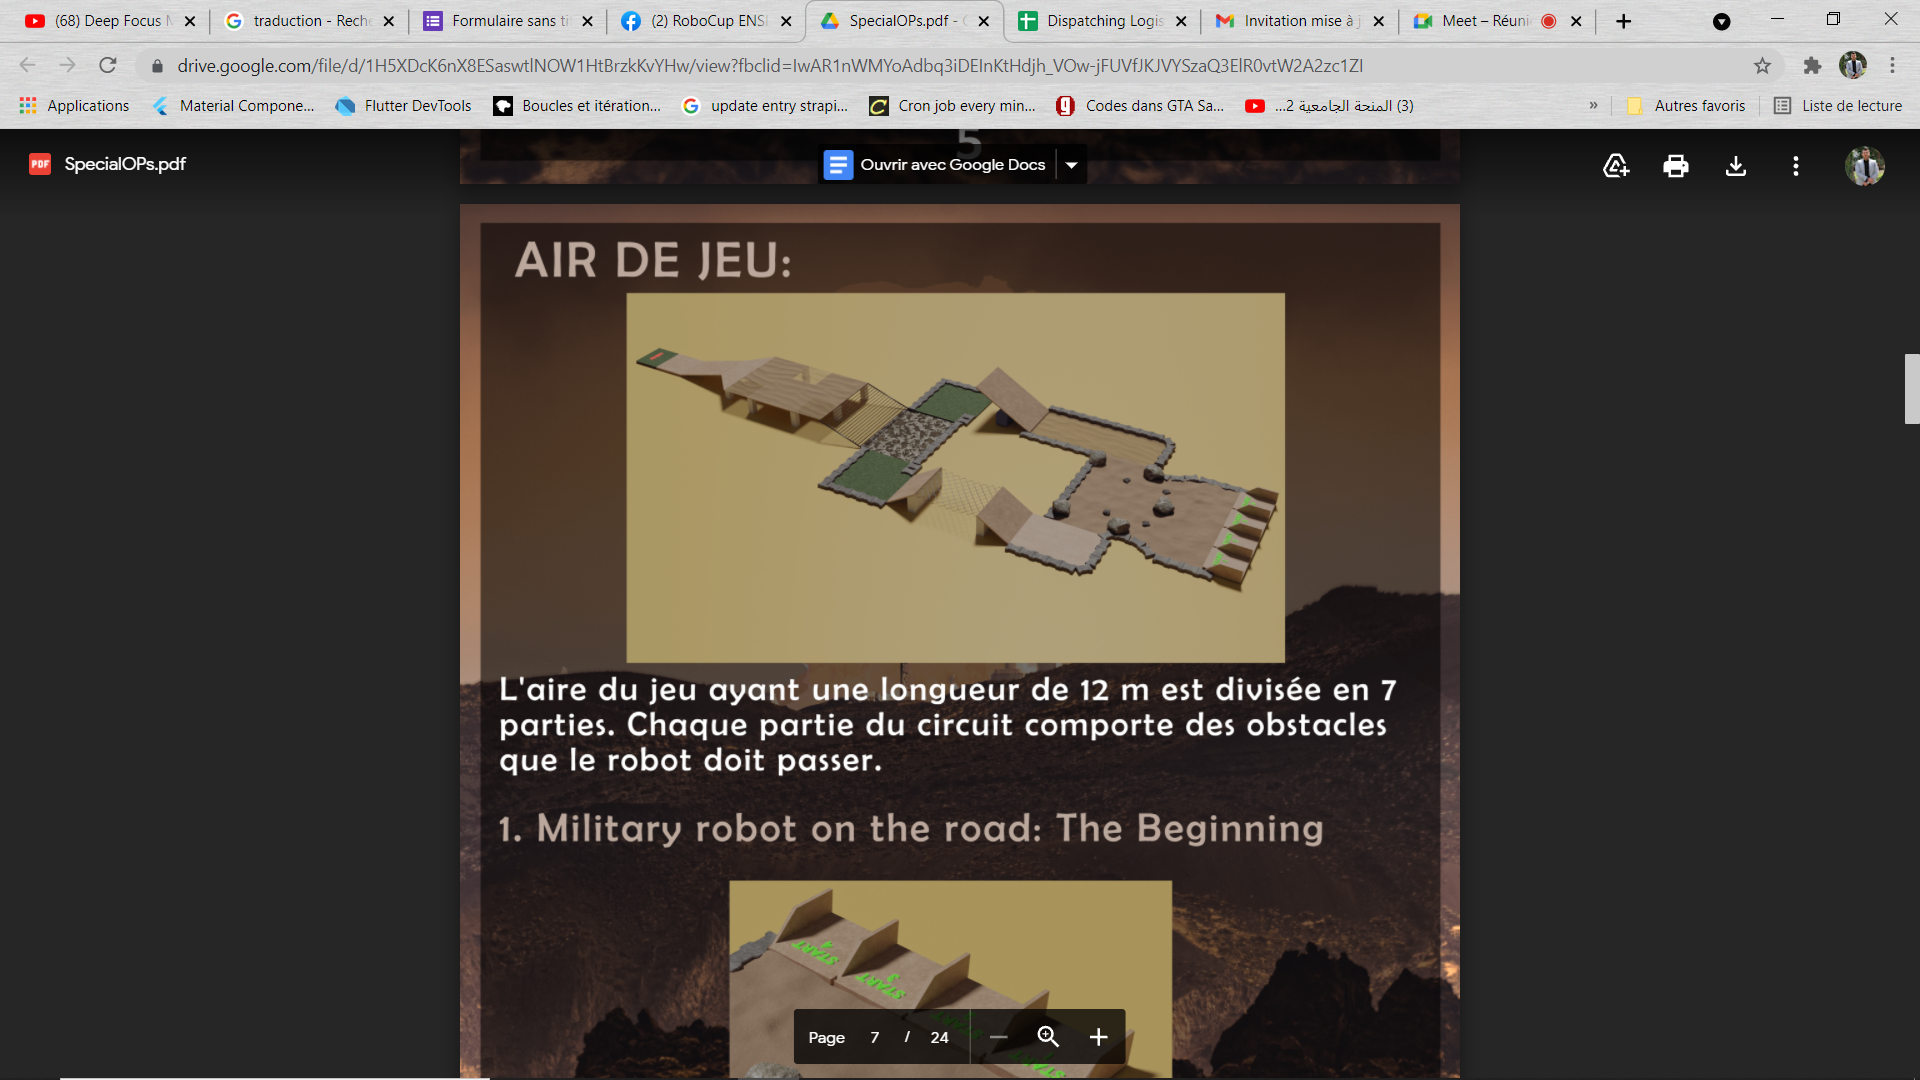 (68) Deep Focus
traduction - Rech
Formulaire sans ti
(2) RoboCup ENS
SpecialOPs.pdf -
Dispatching Logis
Invitation mise à j
Meet – Réuni
drive.google.com/file/d/1H5XDcK6nX8ESaswtlNOW1HtBrzkKvYHw/view?fbclid=IwAR1nWMYoAdbq3iDEInKtHdjh_VOw-jFUVfJKJVYSzaQ3ElR0vtW2A2zc1ZI
Applications
Material Compone...
Flutter DevTools
Boucles et itération...
update entry strapi...
Cron job every min...
Codes dans GTA Sa...
(3) المنحة الجامعية 2...
»
Autres favoris
Liste de lecture
5
PDF
SpecialOPs.pdf
Ouvrir avec Google Docs
AIR DE JEU:
L'aire du jeu ayant une longueur de 12 m est divisée en 7
parties. Chaque partie du circuit comporte des obstacles
que le robot doit passer.
1. Military robot on the road: The Beginning
START 4
START 3
Page 7 / 24